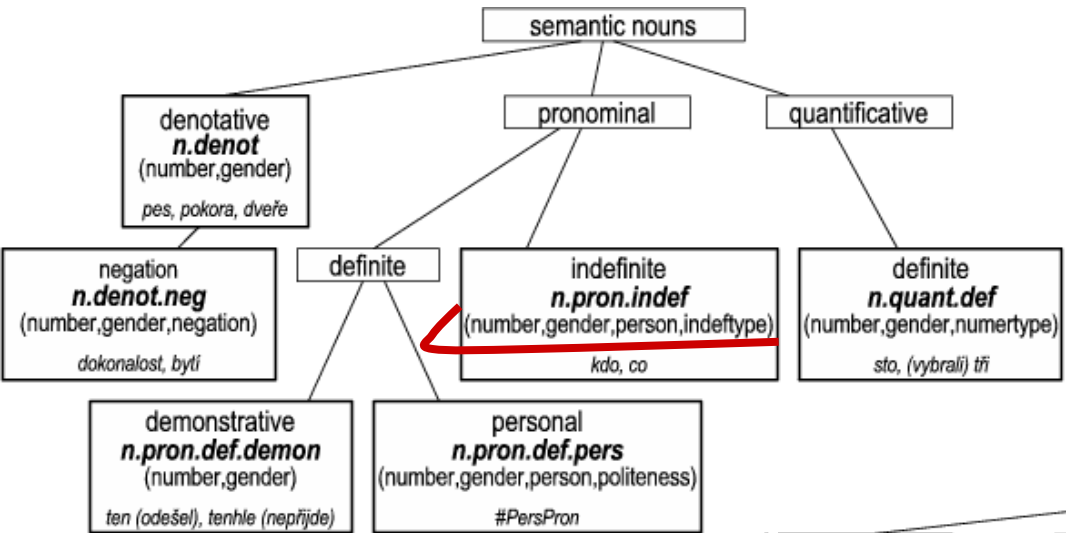 semantic nouns
denotative
n.denot
(number,gender)
pes, pokora, dveře
pronominal
quantificative
negation
n.denot.neg
(number,gender,negation)
dokonalost, bytí
definite
indefinite
n.pron.indef
(number,gender,person,indeftype)
kdo, co
definite
n.quant.def
(number,gender,numertype)
sto, (vybrali) tři
demonstrative
n.pron.def.demon
(number,gender)
ten (odešel), tenhle (nepřijde)
personal
n.pron.def.pers
(number,gender,person,politeness)
#PersPron